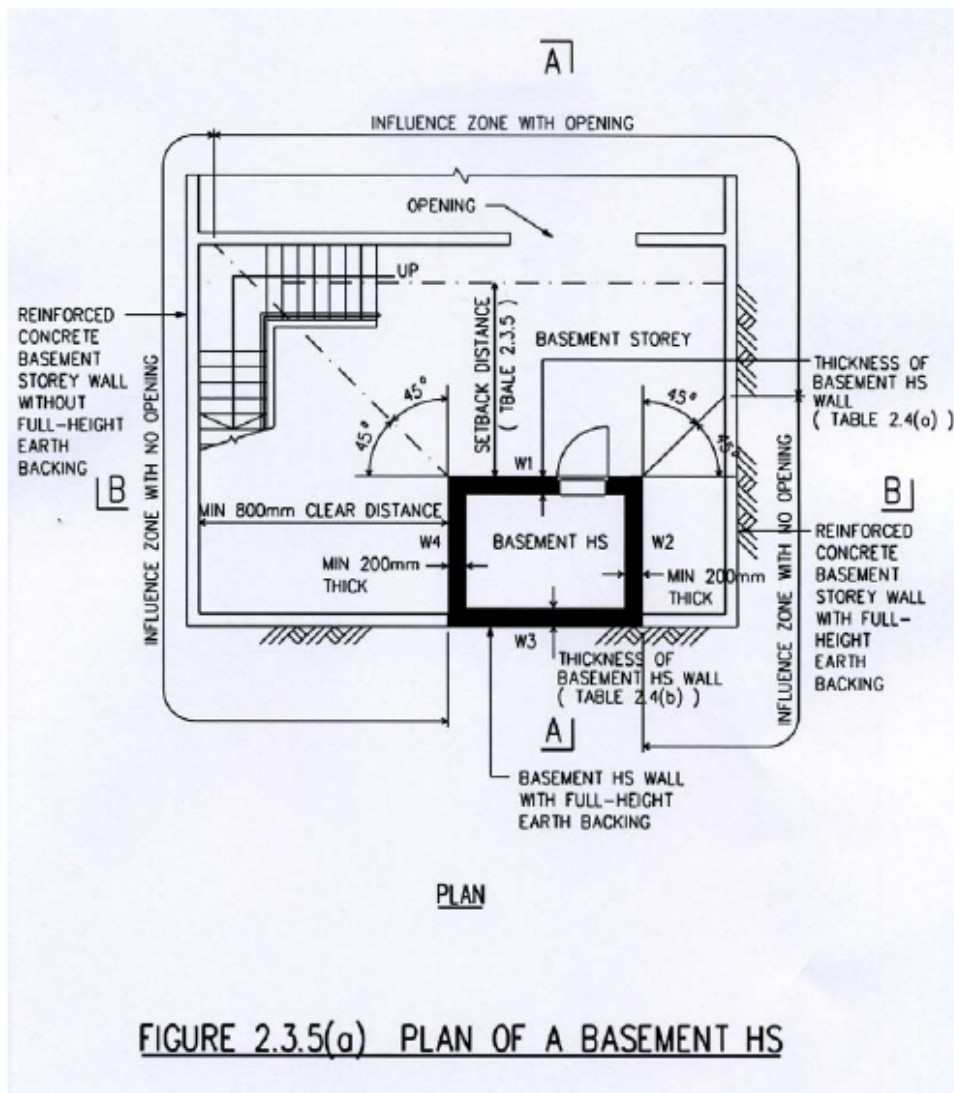 A
INFLUENCE ZONE WITH OPENING
OPENING
UP
REINFORCED
CONCRETE
BASEMENT
STOREY WALL
WITHOUT
FULL-HEIGHT
EARTH
BACKING
INFLUENCE ZONE WITH NO OPENING
SETBACK DISTANCE
( TBALE 2.3.5)
BASEMENT STOREY
THICKNESS OF
BASEMENT HS
WALL
( TABLE 2.4(a) )
45°
45°
45°
45°
W1
B
B
MIN 800mm CLEAR DISTANCE
W4
BASEMENT HS
W2
MIN 200mm
THICK
MIN 200mm
THICK
REINFORCED
CONCRETE
BASEMENT
STOREY WALL
WITH FULL-
HEIGHT
EARTH
BACKING
INFLUENCE ZONE WITH NO OPENING
W3
THICKNESS OF
BASEMENT HS WALL
( TABLE 2.4(b) )
A
BASEMENT HS WALL
WITH FULL-HEIGHT
EARTH BACKING
PLAN
FIGURE 2.3.5(a) PLAN OF A BASEMENT HS